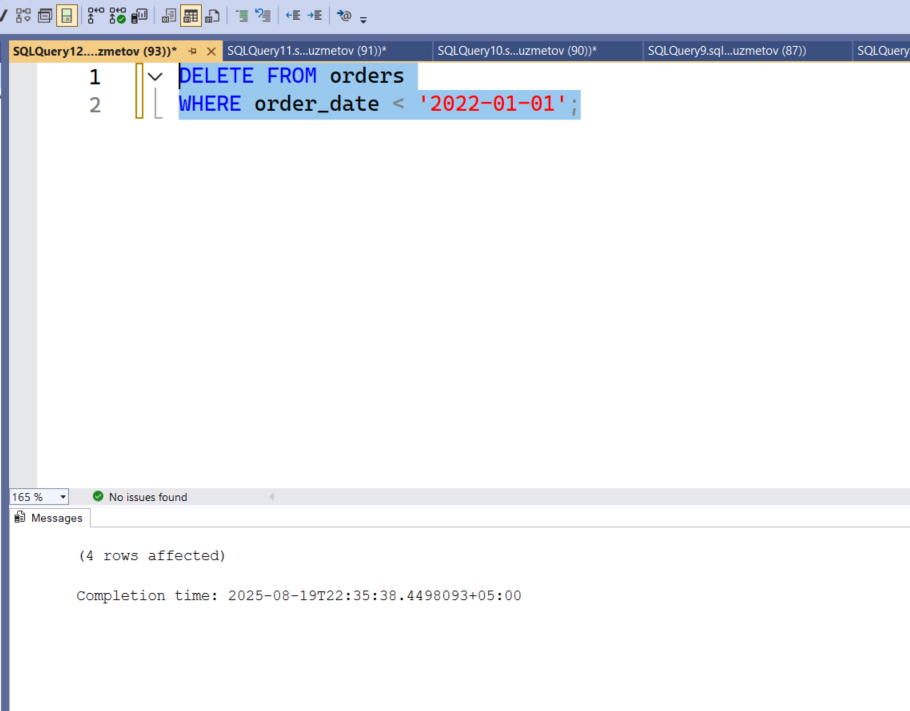 SQLQuery12....zmetov (93))* SQLQuery11.s...uzmetov (91))* SQLQuery10.s...uzmetov (90))* SQLQuery9.sql...uzmetov (87)) SQLQuery
1 DELETE FROM orders
2 WHERE order_date < '2022-01-01';
165 % No issues found
Messages
(4 rows affected)
Completion time: 2025-08-19T22:35:38.4498093+05:00